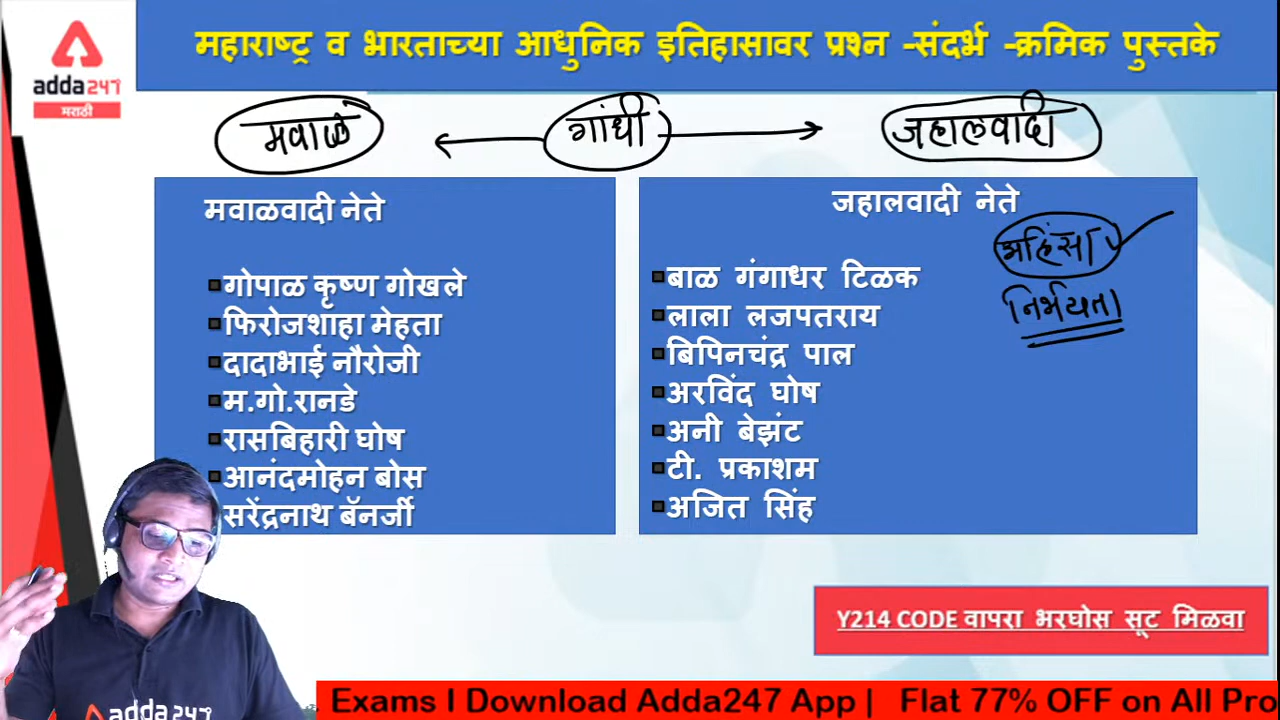 महाराष्ट्र व भारताच्या आधुनिक इतिहासावर प्रश्न -संदर्भ -क्रमिक पुस्तके
adda247
मराठी
मवाळ
गांधी
जहालवादी
मवाळवादी नेते
गोपाळ कृष्ण गोखले
फिरोजशाहा मेहता
दादाभाई नौरोजी
म.गो.रानडे
रासबिहारी घोष
आनंदमोहन बोस
सरेंद्रनाथ बॅनर्जी
जहालवादी नेते
अहिंसा
निर्भयता
बाळ गंगाधर टिळक
लाला लजपतराय
बिपिनचंद्र पाल
अरविंद घोष
अनी बेझंट
टी. प्रकाशम
अजित सिंह
Y214 CODE वापरा भरघोस सूट मिळवा
adda247
Exams I Download Adda247 App | Flat 77% OFF on All Pro